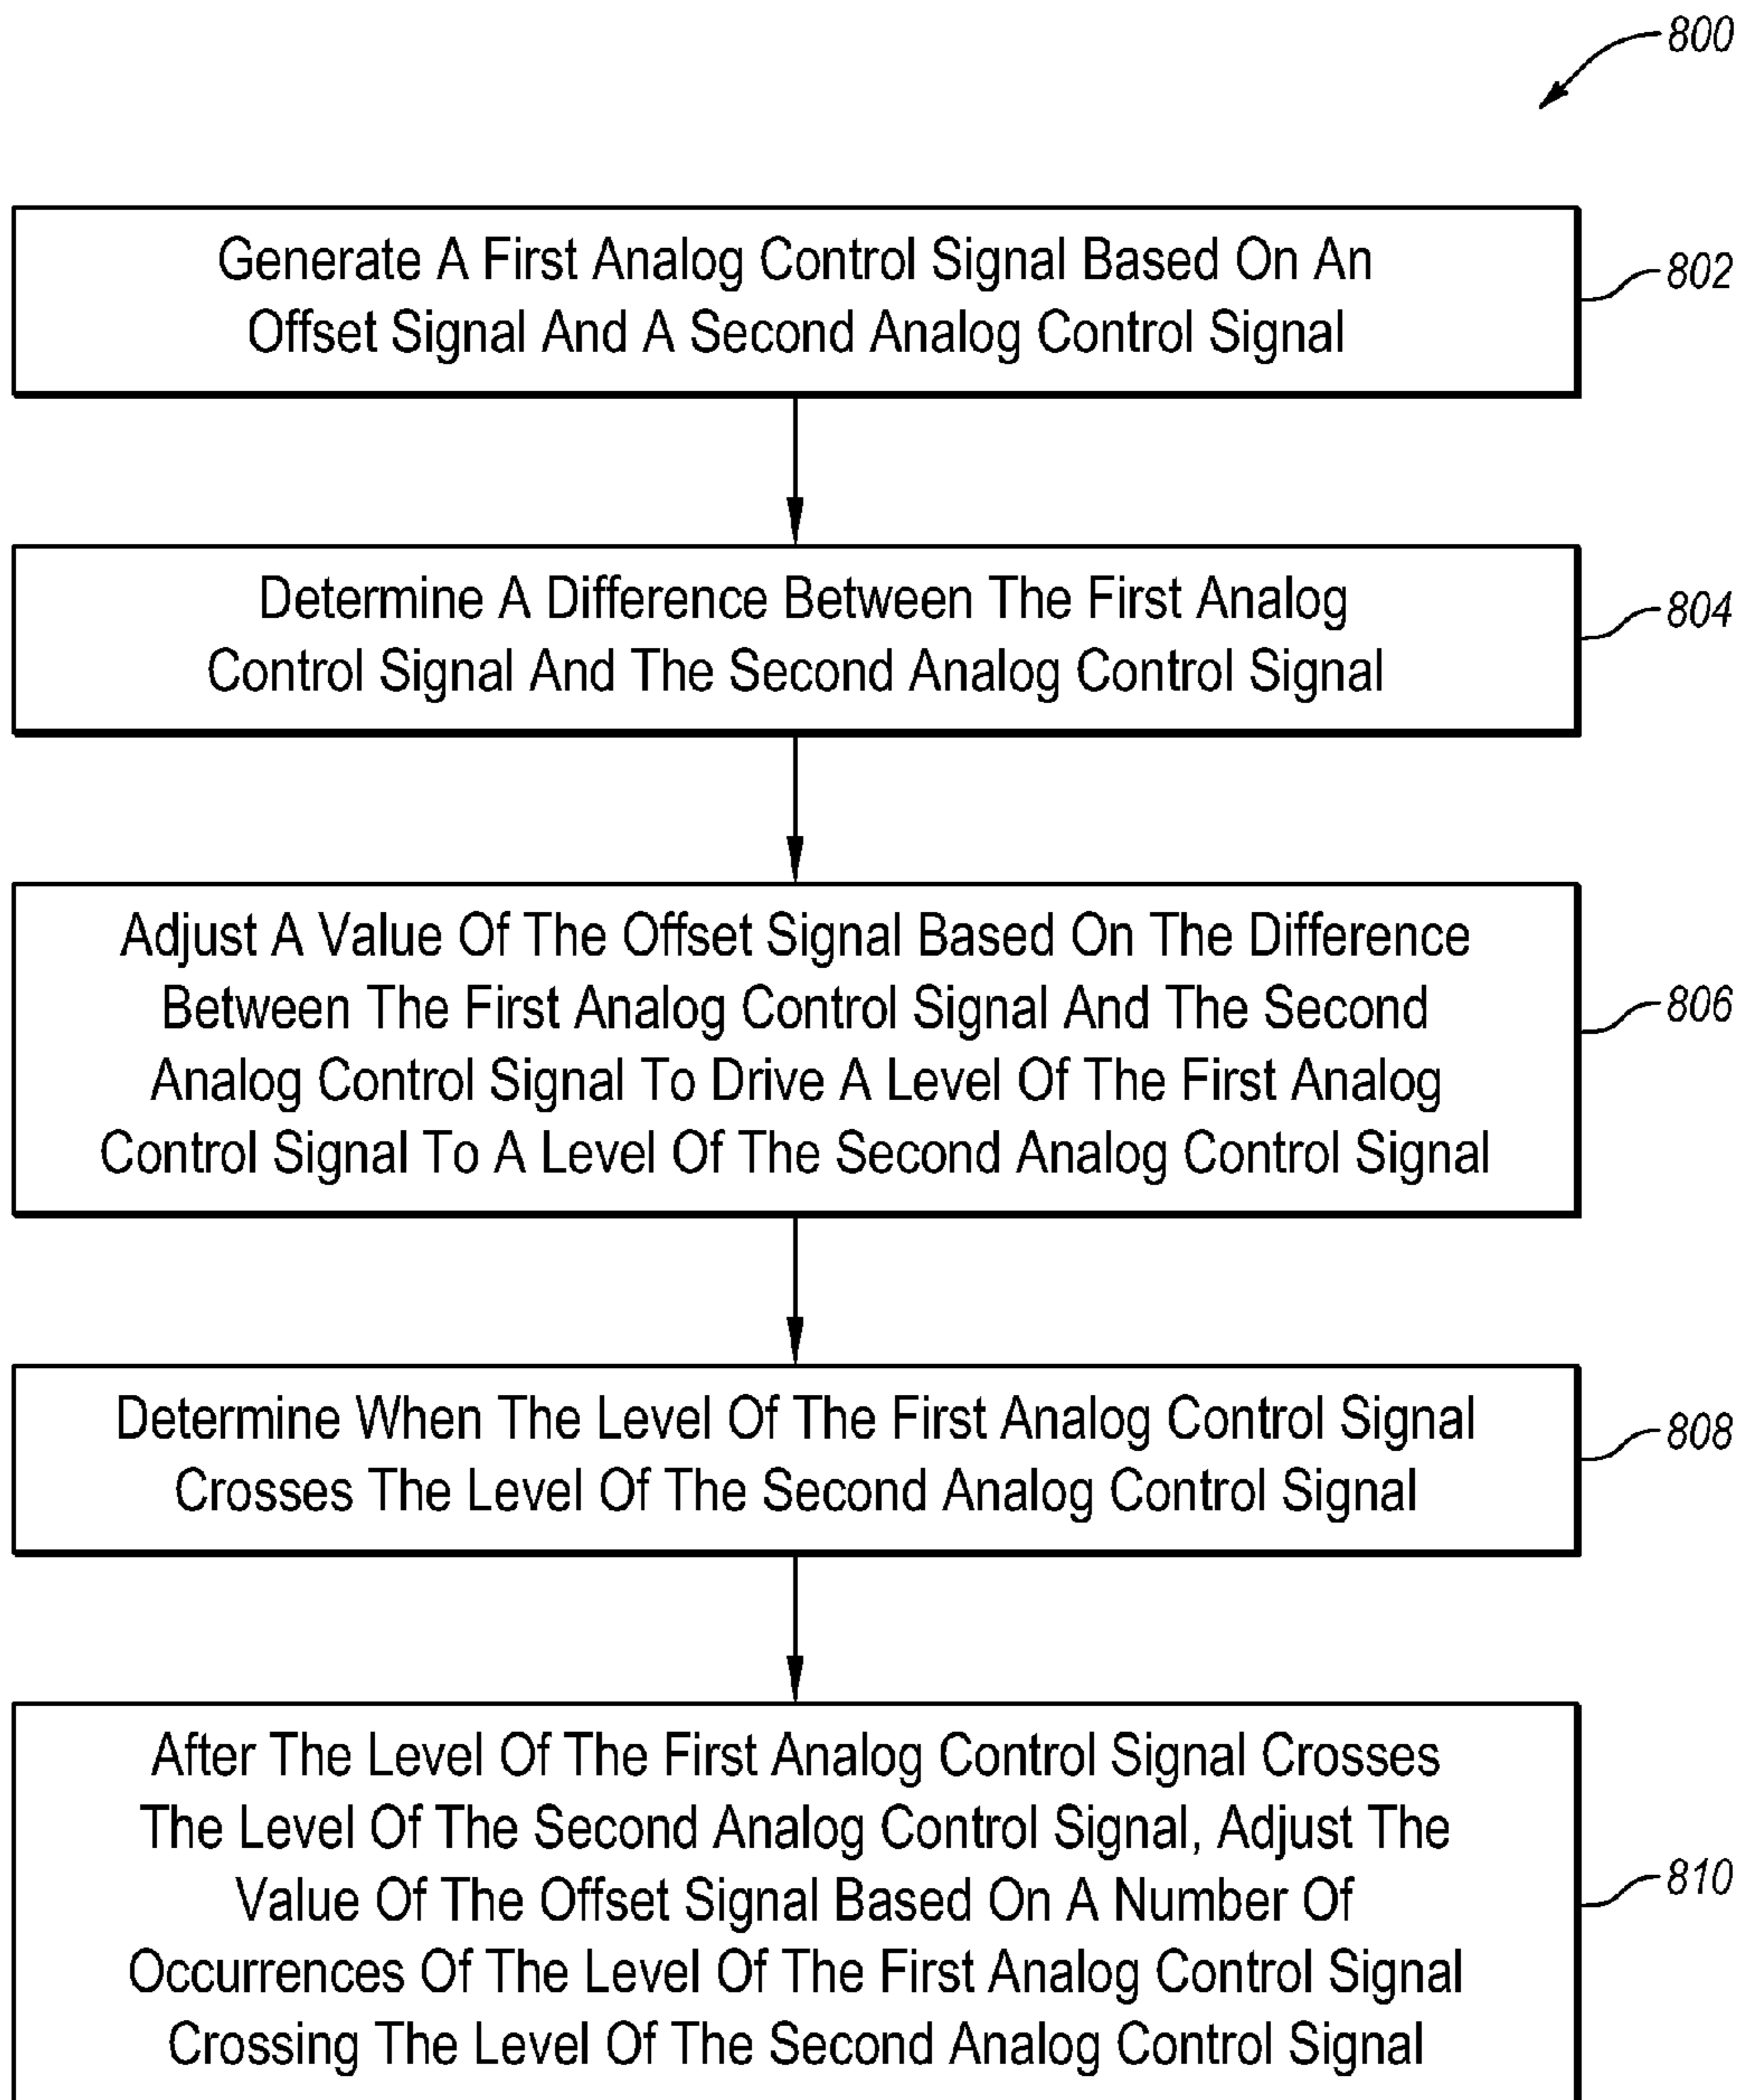 800
Generate A First Analog Control Signal Based On An
Offset Signal And A Second Analog Control Signal
802
Determine A Difference Between The First Analog
Control Signal And The Second Analog Control Signal
804
Adjust A Value Of The Offset Signal Based On The Difference
Between The First Analog Control Signal And The Second
Analog Control Signal To Drive A Level Of The First Analog
Control Signal To A Level Of The Second Analog Control Signal
806
Determine When The Level Of The First Analog Control Signal
Crosses The Level Of The Second Analog Control Signal
808
After The Level Of The First Analog Control Signal Crosses
The Level Of The Second Analog Control Signal, Adjust The
Value Of The Offset Signal Based On A Number Of
Occurrences Of The Level Of The First Analog Control Signal
Crossing The Level Of The Second Analog Control Signal
810